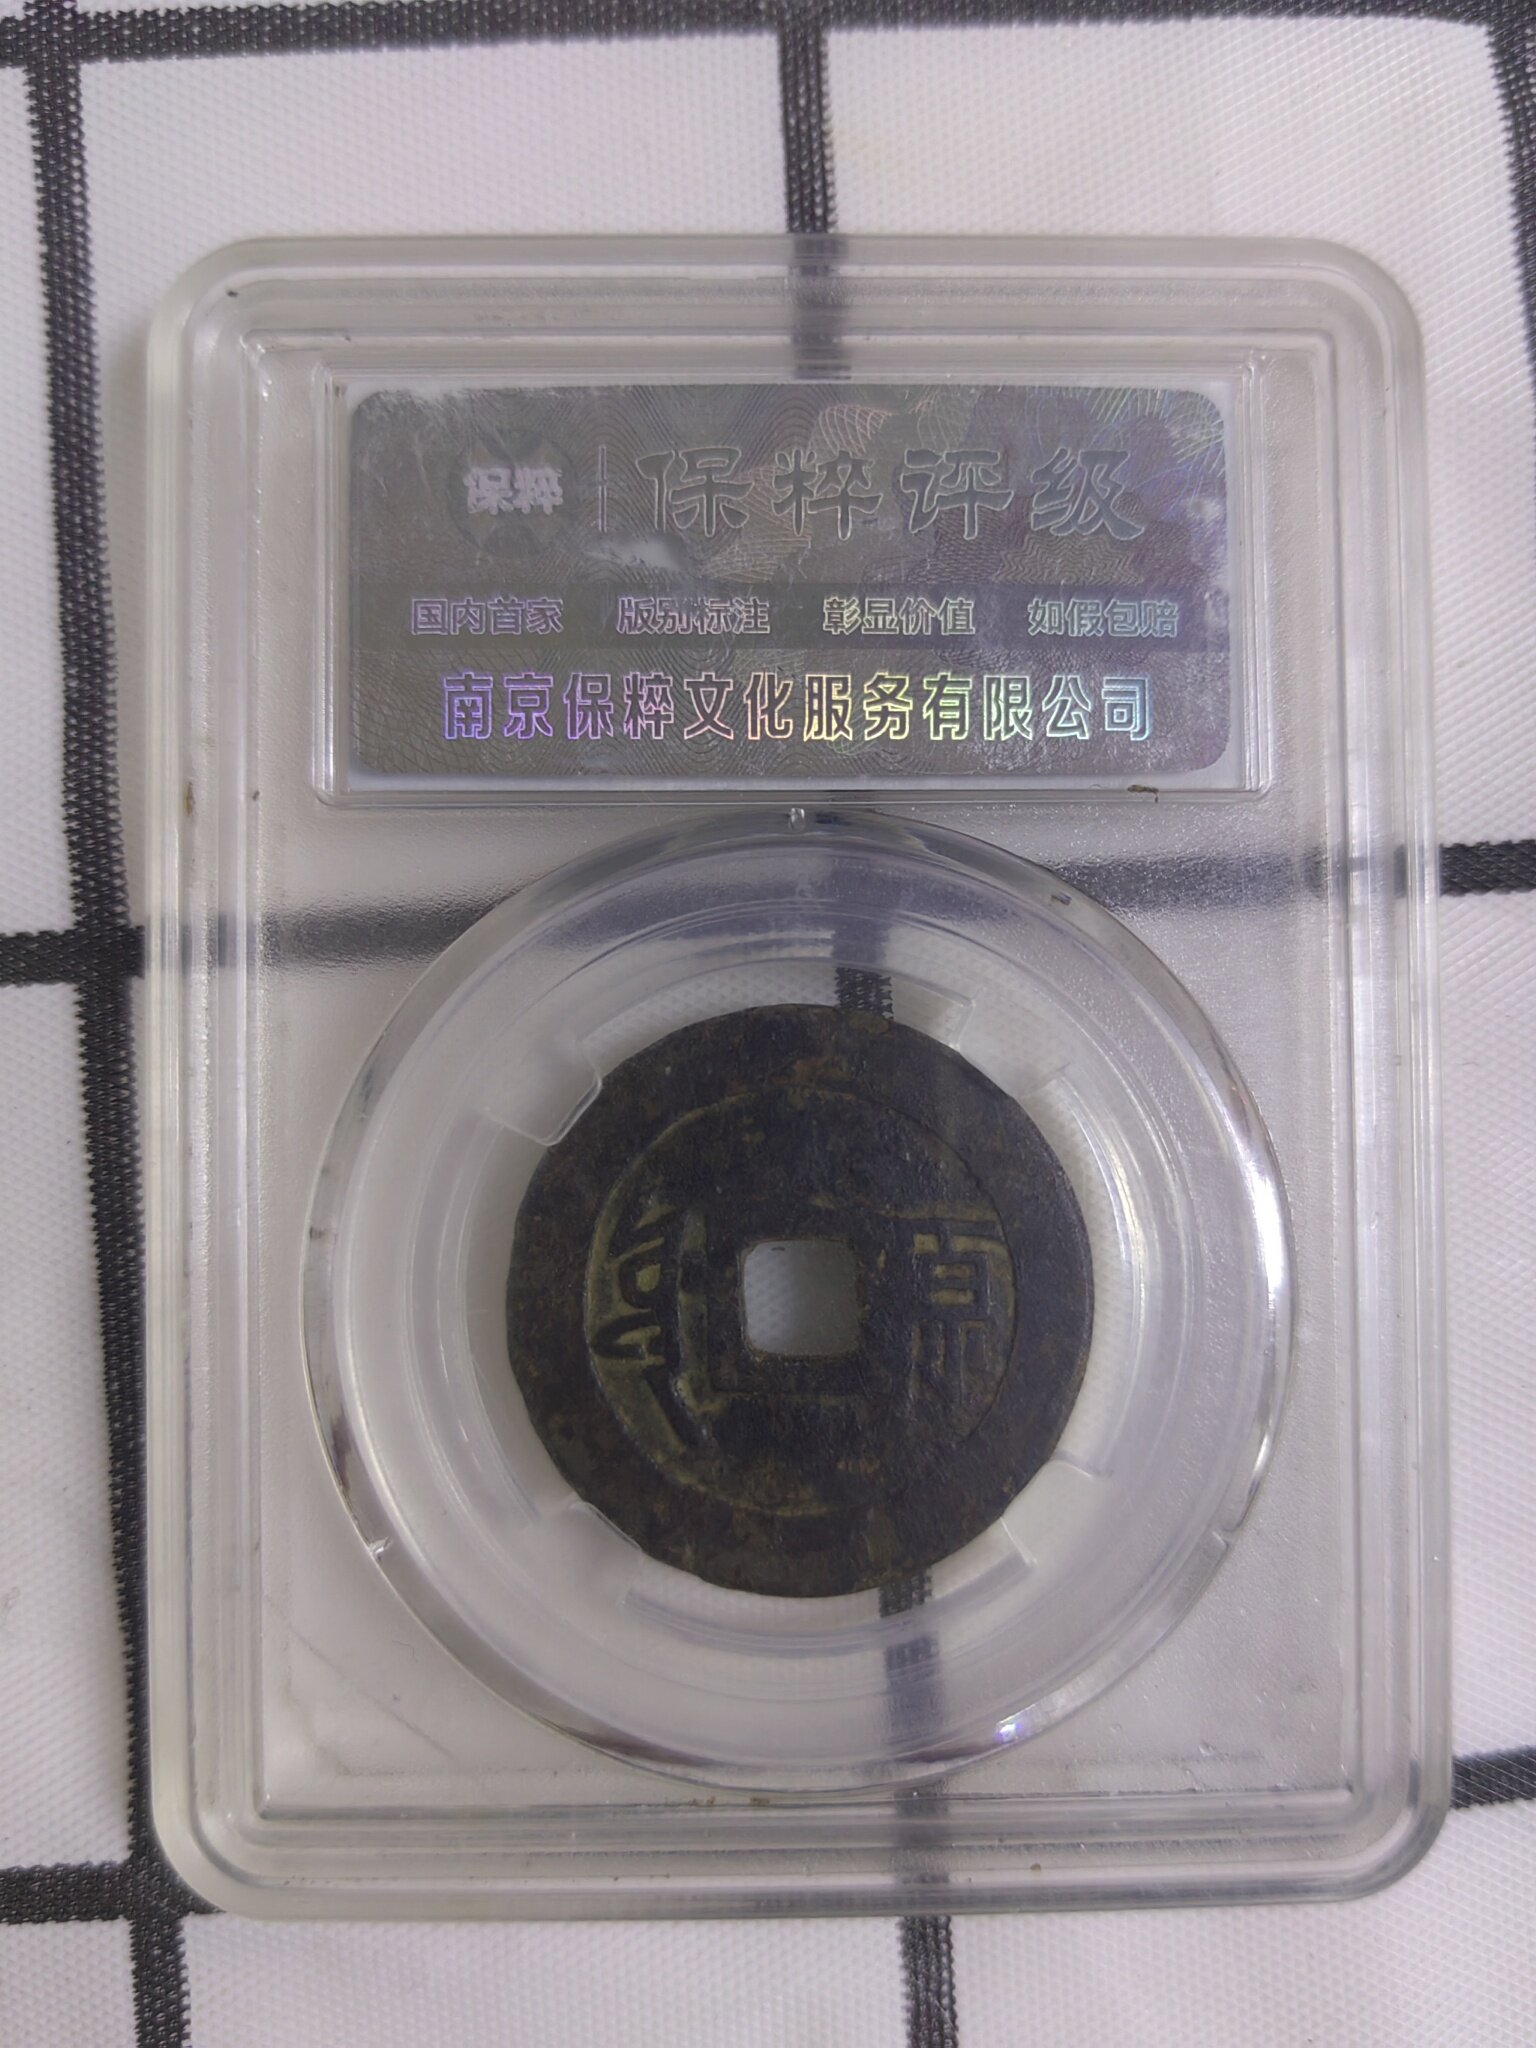 保粹 保粹评级
国内首家 版别标注 彰显价值 如假包赔
南京保粹文化服务有限公司
原